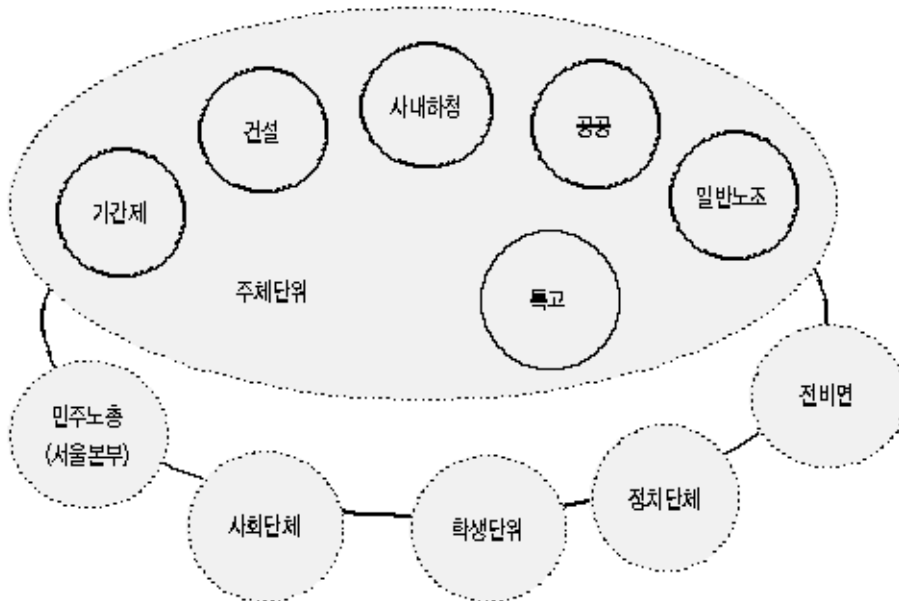 사내하청
건설
공공
기간제
일반노조
주체단위
특고
전비연
민주노총
(서울본부)
정치단체
사회단체
학생단위